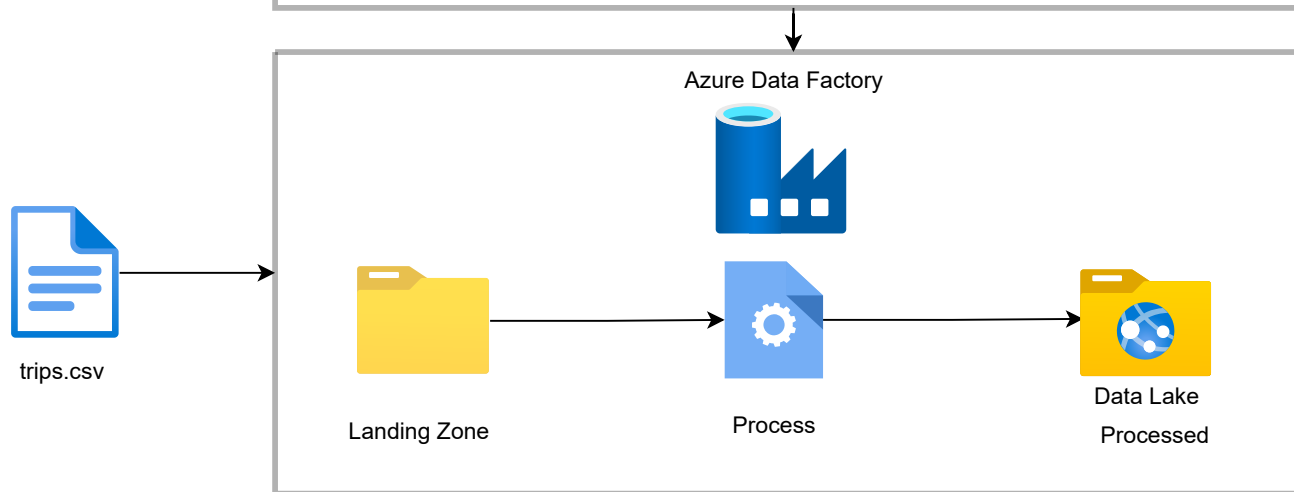 Azure Data Factory
trips.csv
Landing Zone
Process
Data Lake
Processed